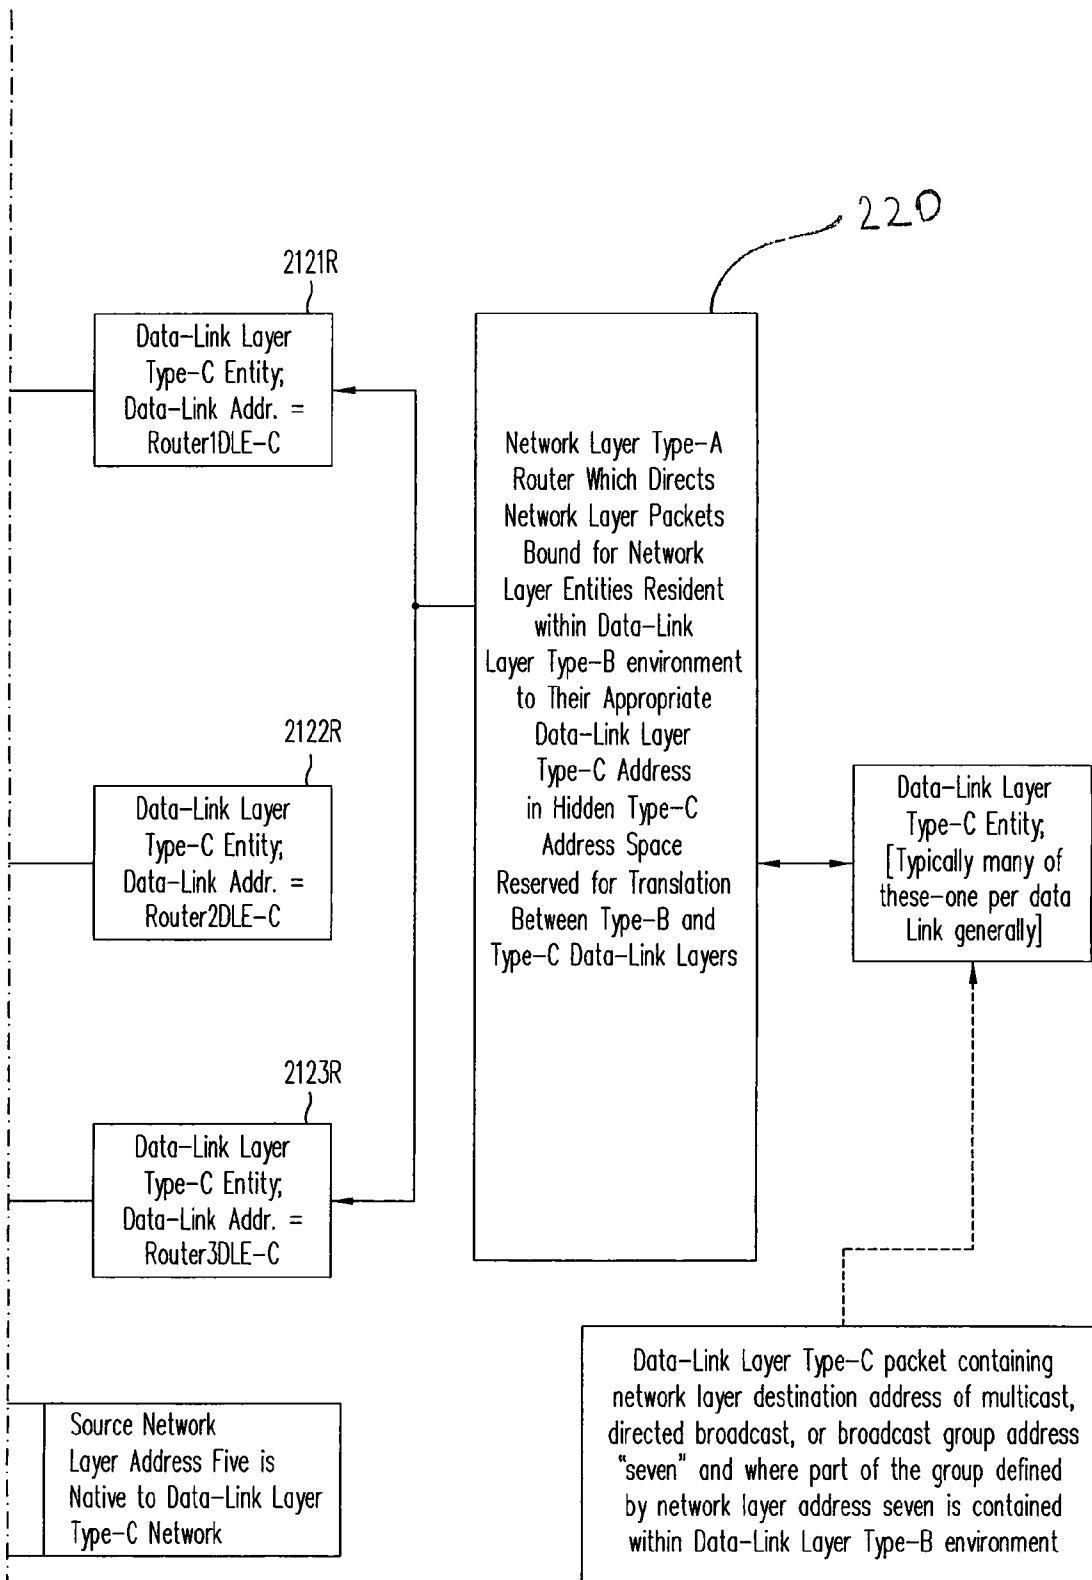 220
2121R
Data-Link Layer
Type-C Entity;
Data-Link Addr. =
Router1DLE-C
2122R
Data-Link Layer
Type-C Entity;
Data-Link Addr. =
Router2DLE-C
2123R
Data-Link Layer
Type-C Entity;
Data-Link Addr. =
Router3DLE-C
Network Layer Type-A
Router Which Directs
Network Layer Packets
Bound for Network
Layer Entities Resident
within Data-Link
Layer Type-B environment
to Their Appropriate
Data-Link Layer
Type-C Address
in Hidden Type-C
Address Space
Reserved for Translation
Between Type-B and
Type-C Data-Link Layers
Data-Link Layer
Type-C Entity;
[Typically many of
these-one per data
Link generally]
Source Network
Layer Address Five is
Native to Data-Link Layer
Type-C Network
Data-Link Layer Type-C packet containing
network layer destination address of multicast,
directed broadcast, or broadcast group address
"seven" and where part of the group defined
by network layer address seven is contained
within Data-Link Layer Type-B environment